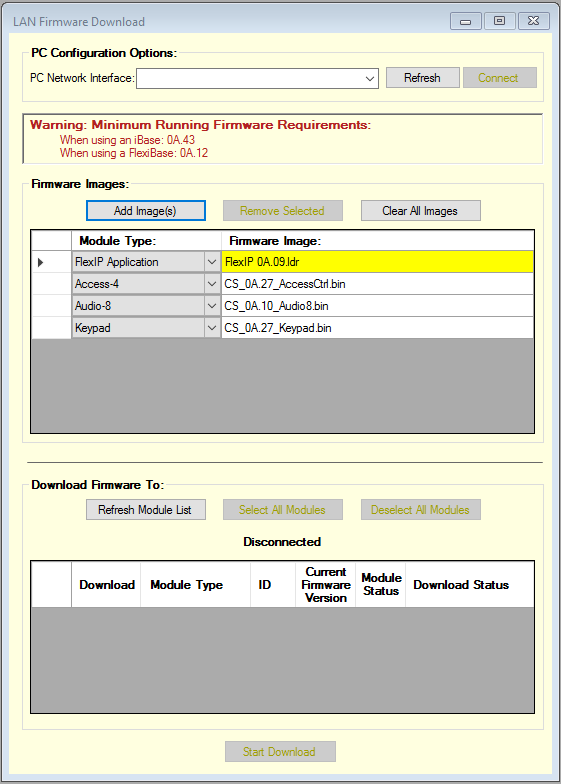 LAN Firmware Download
PC Configuration Options:
PC Network Interface:
Refresh
Connect
Warning: Minimum Running Firmware Requirements:
When using an iBase: 0A.43
When using a FlexiBase: 0A.12
Firmware Images:
Add Image(s)
Remove Selected
Clear All Images
Module Type: Firmware Image:
FlexIP Application FlexIP 0A.09.ldr
Access-4 CS_0A.27_AccessCtrl.bin
Audio-8 CS_0A.10_Audio8.bin
Keypad CS_0A.27_Keypad.bin
Download Firmware To:
Refresh Module List
Select All Modules
Deselect All Modules
Disconnected
Download
Module Type
ID
Current
Firmware
Version
Module
Status
Download Status
Start Download